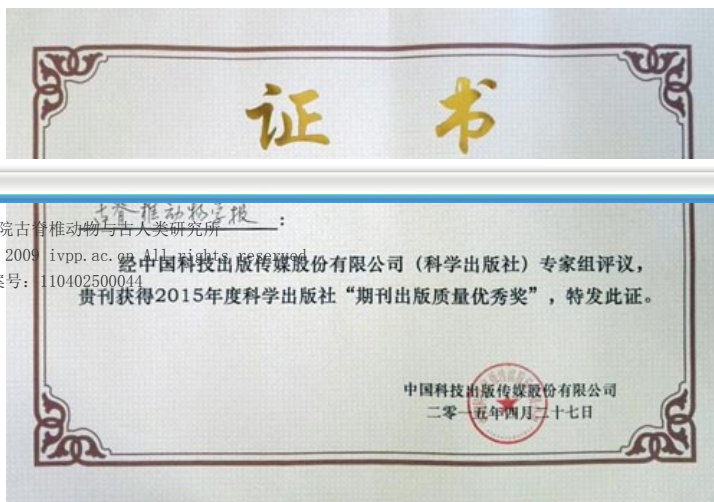 证书
古脊椎动物学报：
院古脊椎动物与古人类研究所
2009 ivpp.ac.cn All rights reserved
案号：110402500044
经中国科技出版传媒股份有限公司（科学出版社）专家组评议，
贵刊获得2015年度科学出版社“期刊出版质量优秀奖”，特发此证。
中国科技出版传媒股份有限公司
二零一五年四月二十七日